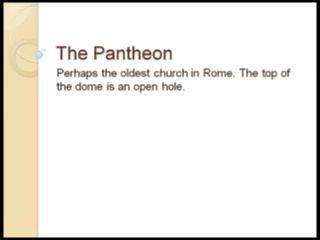 The Pantheon
Perhaps the oldest church in Rome. The top of
the dome is an open hole.